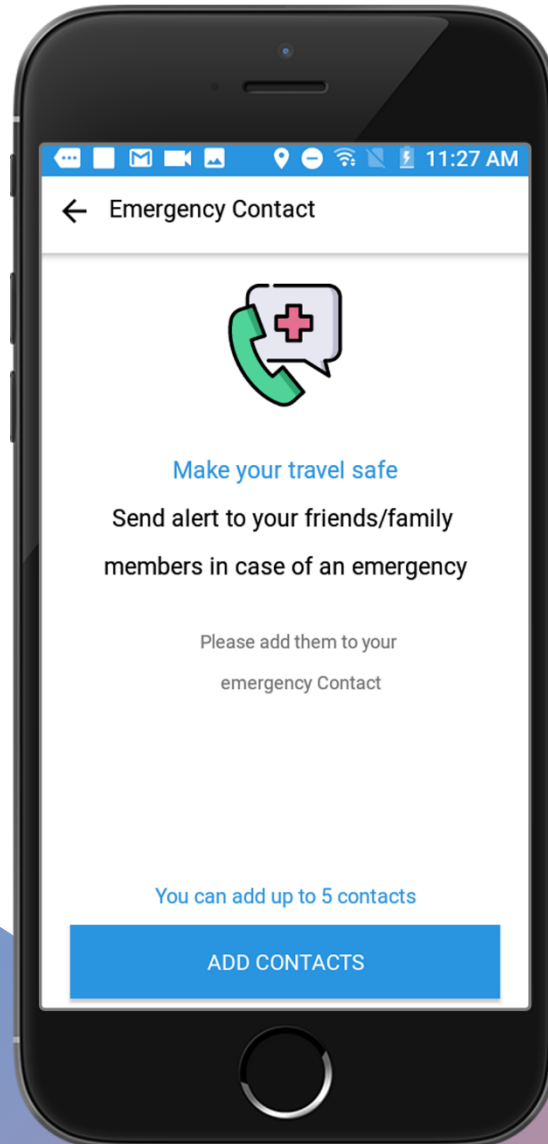 11:27 AM
Emergency Contact
Make your travel safe
Send alert to your friends/family
members in case of an emergency
Please add them to your
emergency Contact
You can add up to 5 contacts
ADD CONTACTS